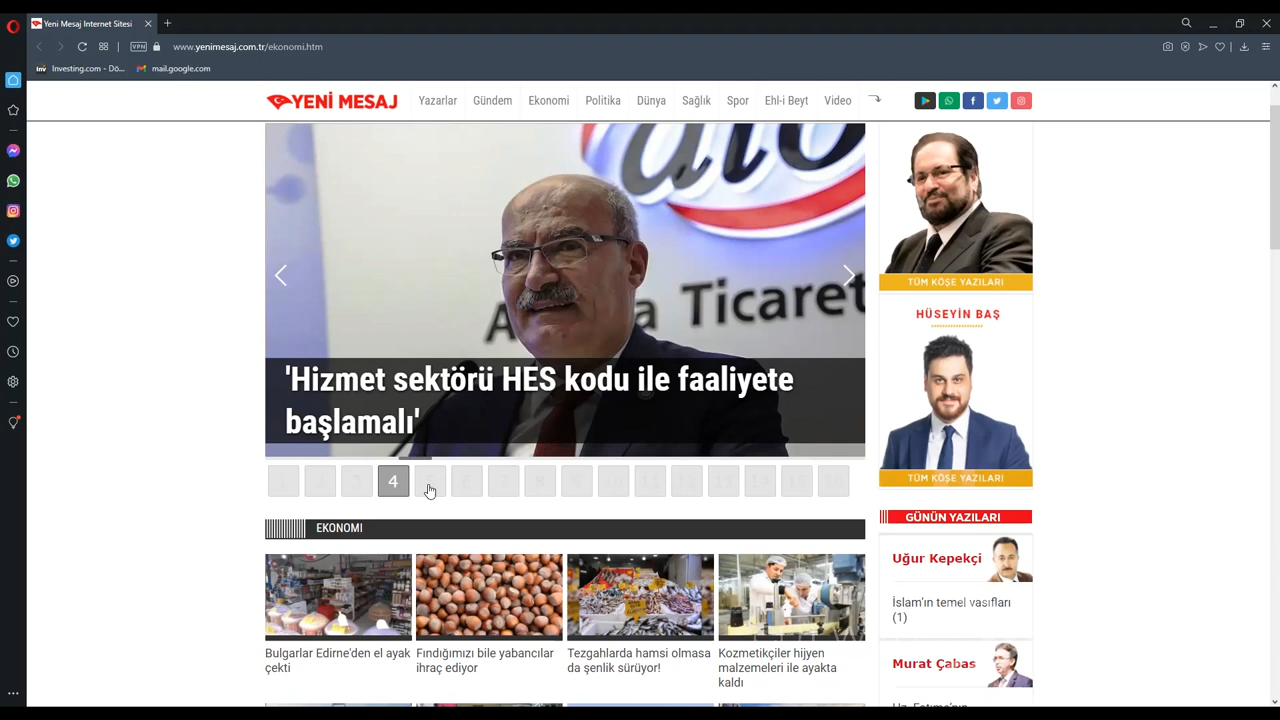 Yeni Mesaj Internet Sitesi
VPN
www.yenimesaj.com.tr/ekonomi.htm
Inv Investing.com - Dö...
mail.google.com
YENİ MESAJ
Yazarlar Gündem Ekonomi Politika Dünya Sağlık Spor Ehl-i Beyt Video
Ticaret
'Hizmet sektörü HES kodu ile faaliyete
başlamalı'
4
TÜM KÖŞE YAZILARI
HÜSEYİN BAŞ
TÜM KÖŞE YAZILARI
EKONOMI
Bulgarlar Edirne'den el ayak
çekti
Fındığımızı bile yabancılar
ihraç ediyor
Tezgahlarda hamsi olmasa
da şenlik sürüyor!
Kozmetikçiler hijyen
malzemeleri ile ayakta
kaldı
GÜNÜN YAZILARI
Uğur Kepekçi
İslam'ın temel vasıfları
(1)
Murat Çabas